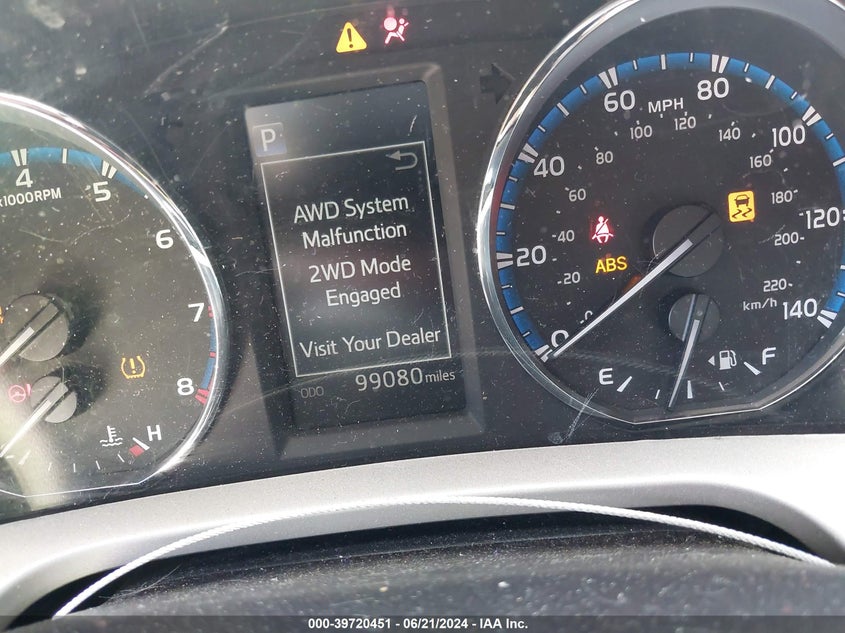 4
5
x1000RPM
6
7
8
H
P
AWD System
Malfunction
2WD Mode
Engaged
Visit Your Dealer
ODO 99080 miles
0
20
40
60
80
100
120
140
MPH
20
40
60
80
100
120
140
160
180
200
220
km/h
ABS
E
F
000-39720451 - 06/21/2024 - IAA Inc.